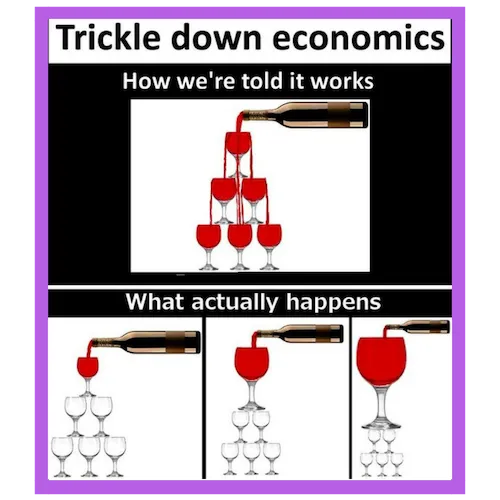 Trickle down economics
How we're told it works
What actually happens